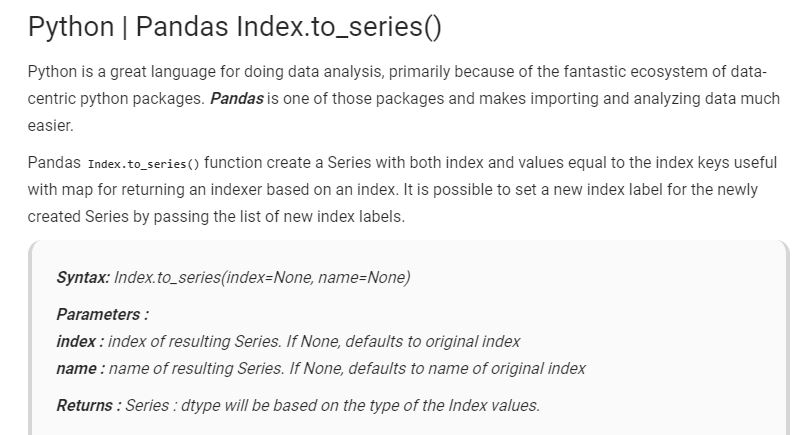 Python | Pandas Index.to_series()
Python is a great language for doing data analysis, primarily because of the fantastic ecosystem of data-
centric python packages. Pandas is one of those packages and makes importing and analyzing data much
easier.
Pandas Index.to_series() function create a Series with both index and values equal to the index keys useful
with map for returning an indexer based on an index. It is possible to set a new index label for the newly
created Series by passing the list of new index labels.
Syntax: Index.to_series(index=None, name=None)
Parameters :
index : index of resulting Series. If None, defaults to original index
name : name of resulting Series. If None, defaults to name of original index
Returns : Series : dtype will be based on the type of the Index values.